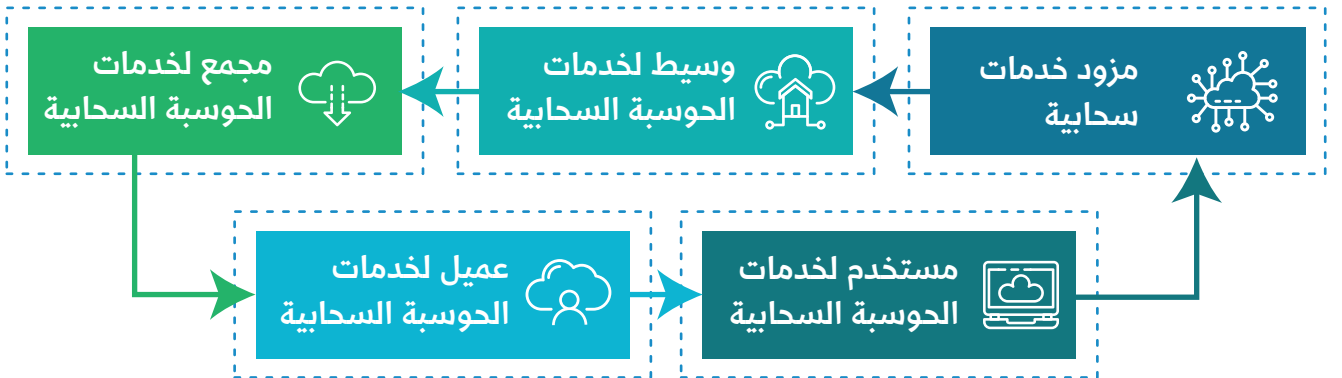 مزود خدمات
سحابية
وسيط لخدمات
الحوسبة السحابية
مجمع لخدمات
الحوسبة السحابية
عميل لخدمات
الحوسبة السحابية
مستخدم لخدمات
الحوسبة السحابية